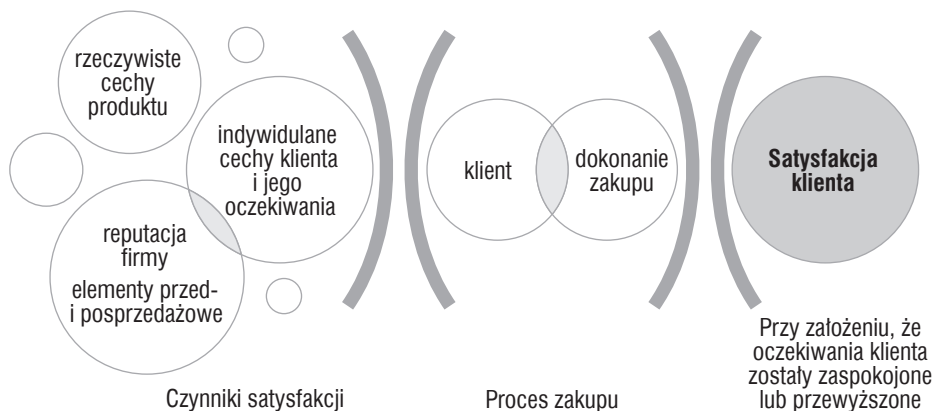 rzeczywiste
cechy
produktu
indywidulane
cechy klienta
i jego
oczekiwania
reputacja
firmy
elementy przed-
i posprzedażowe
klient
dokonanie
zakupu
Satysfakcja
klienta
Czynniki satysfakcji
Proces zakupu
Przy założeniu, że
oczekiwania klienta
zostały zaspokojone
lub przewyższone